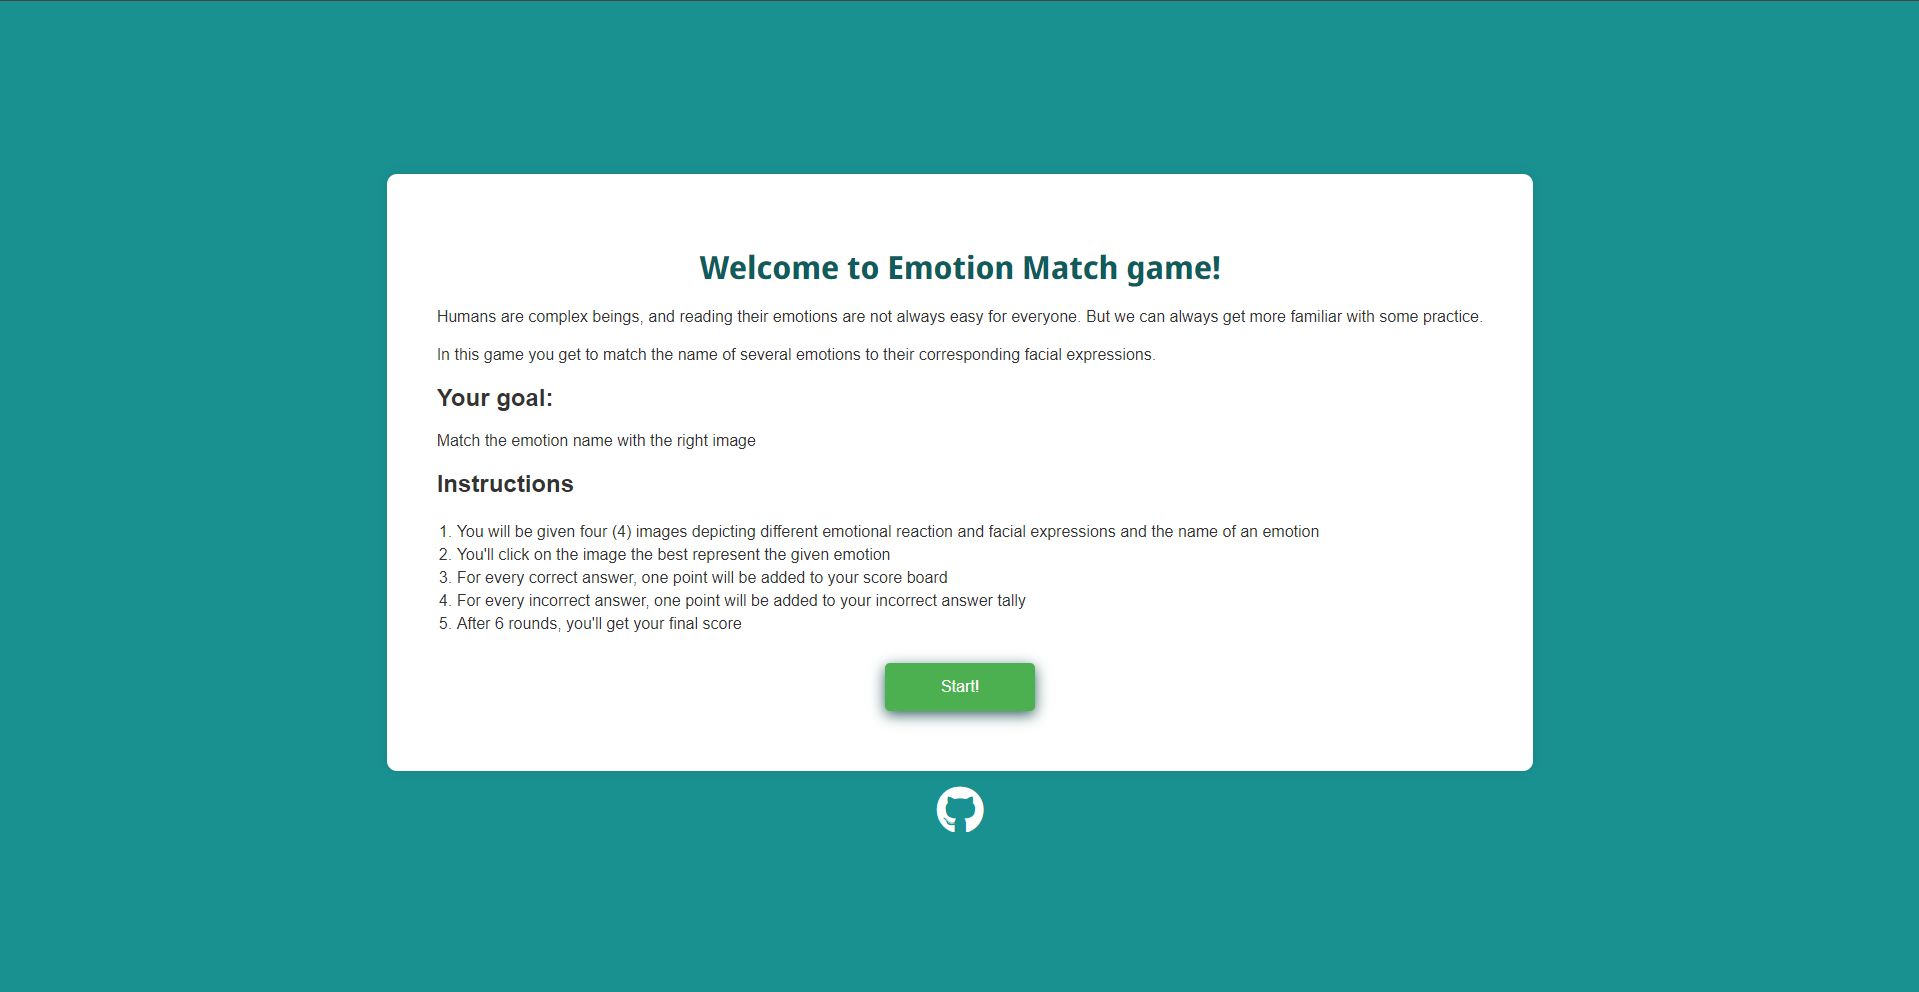 Welcome to Emotion Match game!
Humans are complex beings, and reading their emotions are not always easy for everyone. But we can always get more familiar with some practice.
In this game you get to match the name of several emotions to their corresponding facial expressions.
Your goal:
Match the emotion name with the right image
Instructions
1. You will be given four (4) images depicting different emotional reaction and facial expressions and the name of an emotion
2. You'll click on the image the best represent the given emotion
3. For every correct answer, one point will be added to your score board
4. For every incorrect answer, one point will be added to your incorrect answer tally
5. After 6 rounds, you'll get your final score
Start!